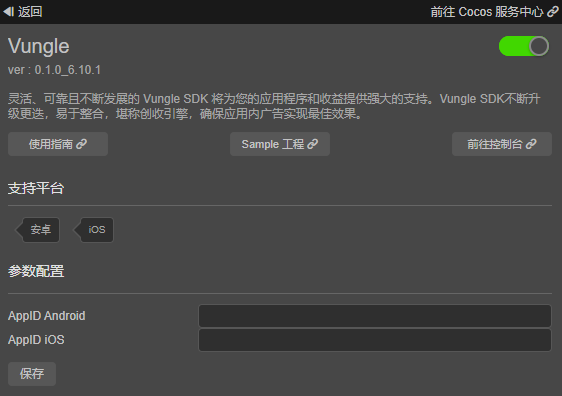 返回
前往 Cocos 服务中心
Vungle
ver : 0.1.0_6.10.1
灵活、可靠且不断发展的 Vungle SDK 将为您的应用程序和收益提供强大的支持。Vungle SDK不断升
级更迭，易于整合，堪称创收引擎，确保应用内广告实现最佳效果。
使用指南
Sample 工程
前往控制台
支持平台
安卓
iOS
参数配置
AppID Android
AppID iOS
保存